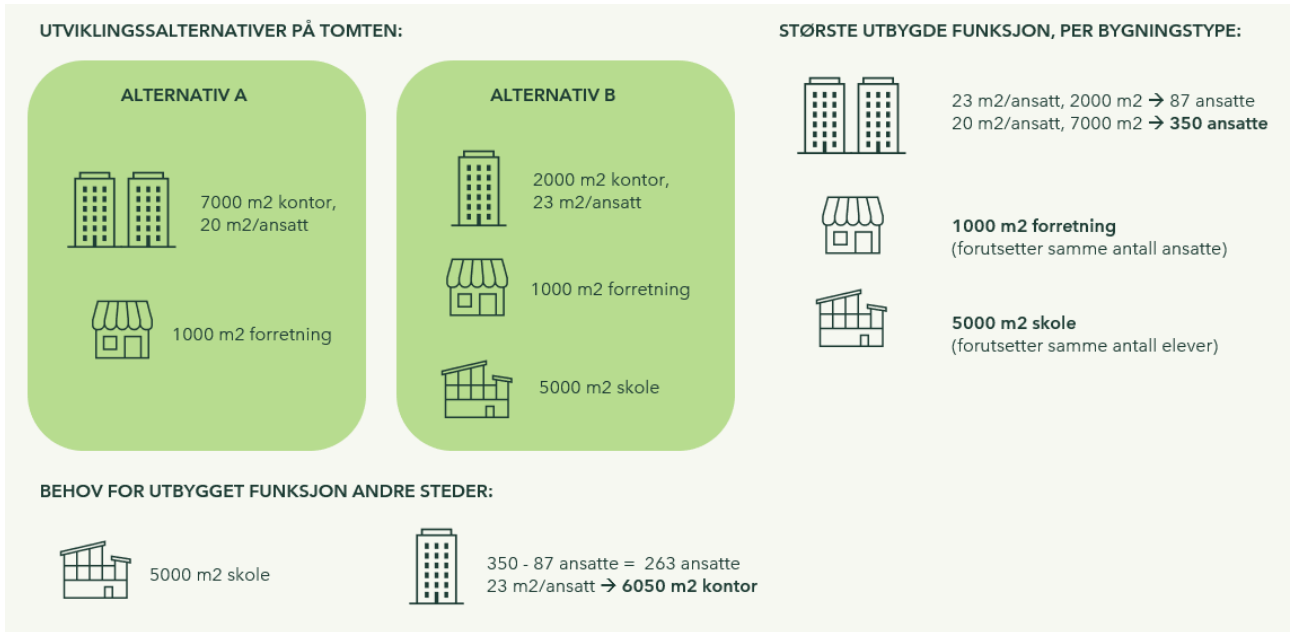 UTVIKLINGSSALTERNATIVER PÅ TOMTEN:
ALTERNATIV A
7000 m2 kontor,
20 m2/ansatt
1000 m2 forretning
ALTERNATIV B
2000 m2 kontor,
23 m2/ansatt
1000 m2 forretning
5000 m2 skole
STØRSTE UTBYGDE FUNKSJON, PER BYGNINGSTYPE:
23 m2/ansatt, 2000 m2 → 87 ansatte
20 m2/ansatt, 7000 m2 → 350 ansatte
1000 m2 forretning
(forutsetter samme antall ansatte)
5000 m2 skole
(forutsetter samme antall elever)
BEHOV FOR UTBYGGET FUNKSJON ANDRE STEDER:
5000 m2 skole
350 - 87 ansatte = 263 ansatte
23 m2/ansatt → 6050 m2 kontor